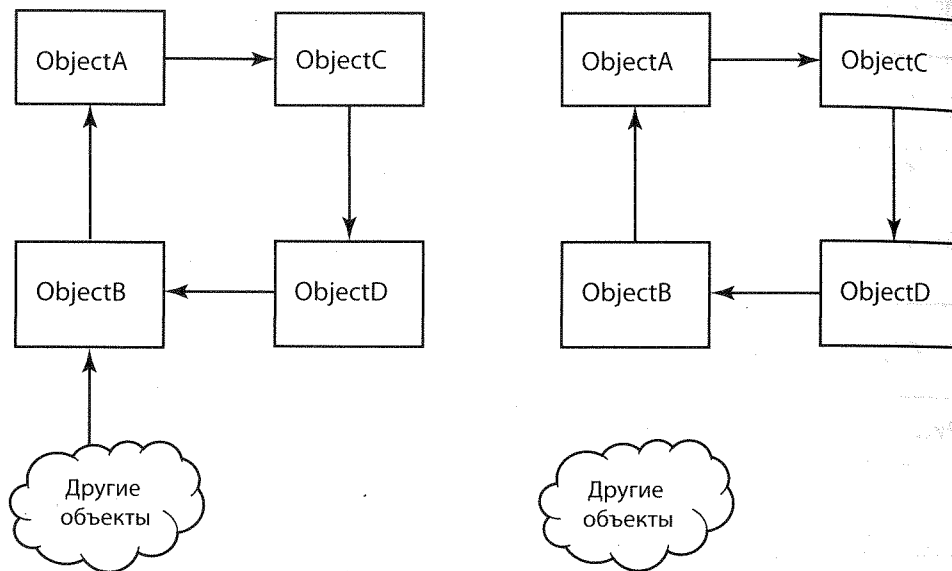 ObjectA
ObjectC
ObjectB
ObjectD
Другие
объекты
ObjectA
ObjectC
ObjectB
ObjectD
Другие
объекты